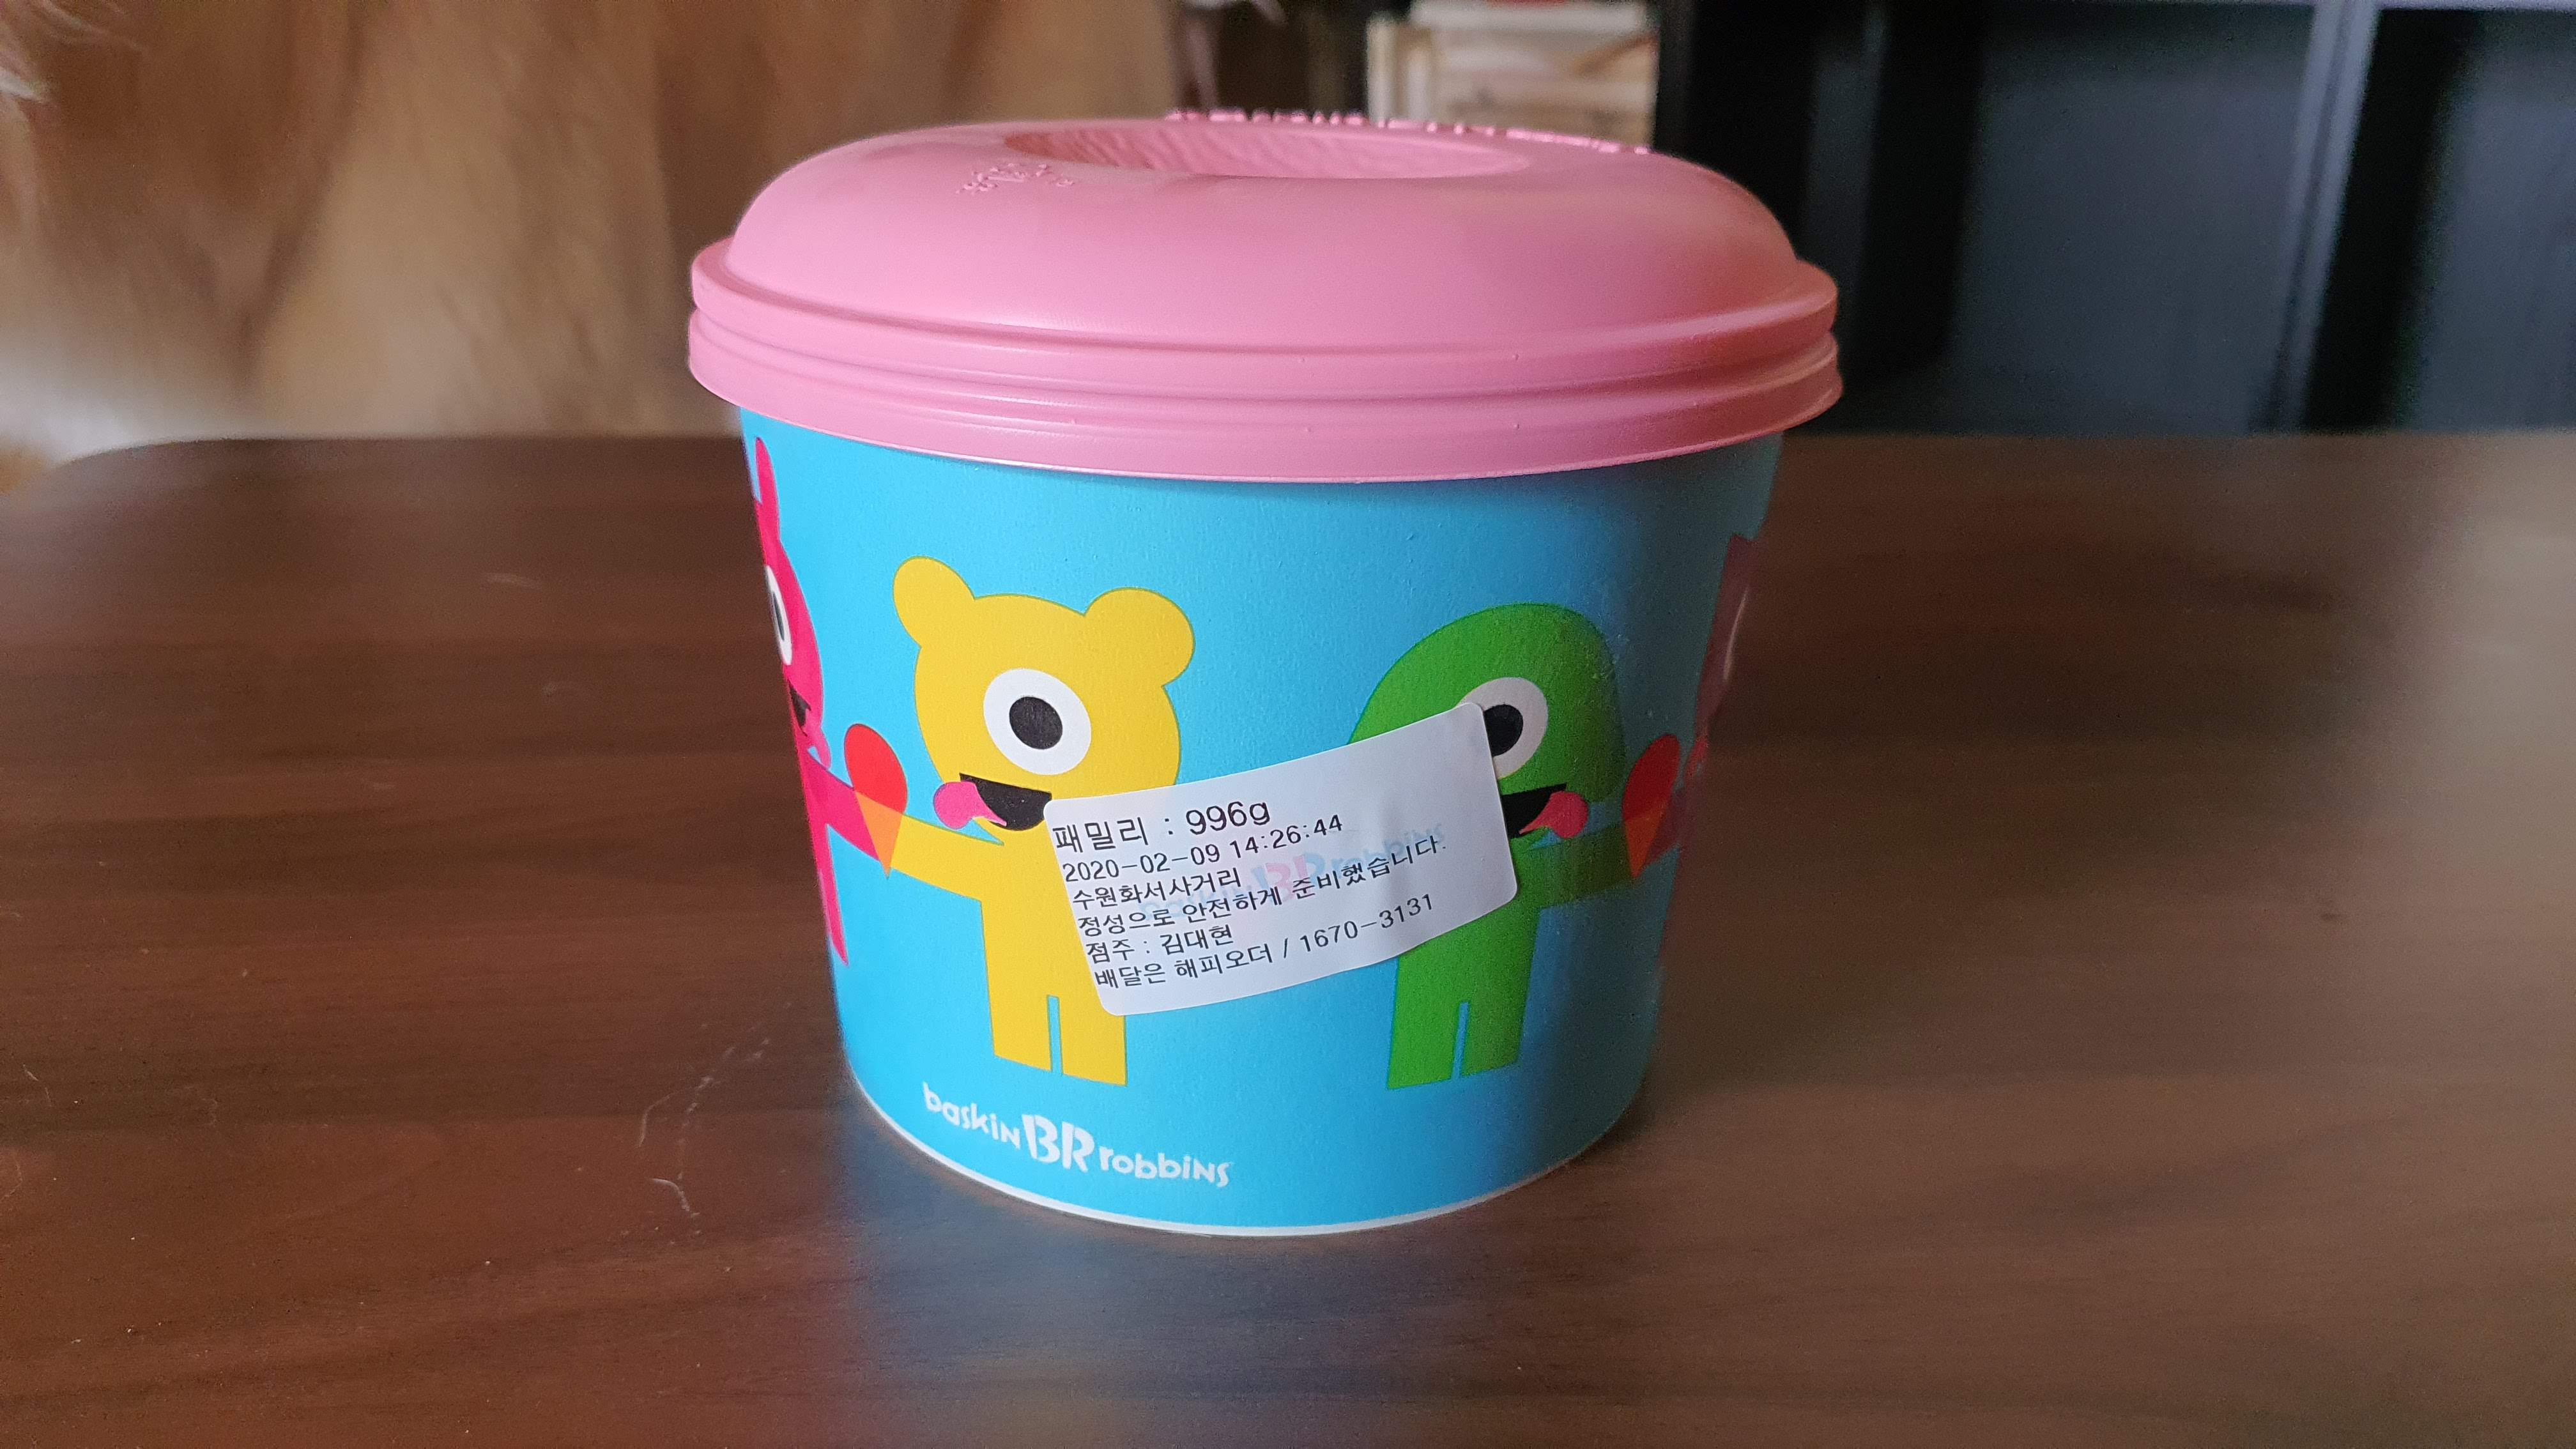 패밀리 : 996g
2020-02-09 14:26:44
수원화서사거리
정성으로 안전하게 준비했습니다.
점주 : 김대현
배달은 해피오더 / 1670-3131
baskin BR robbins